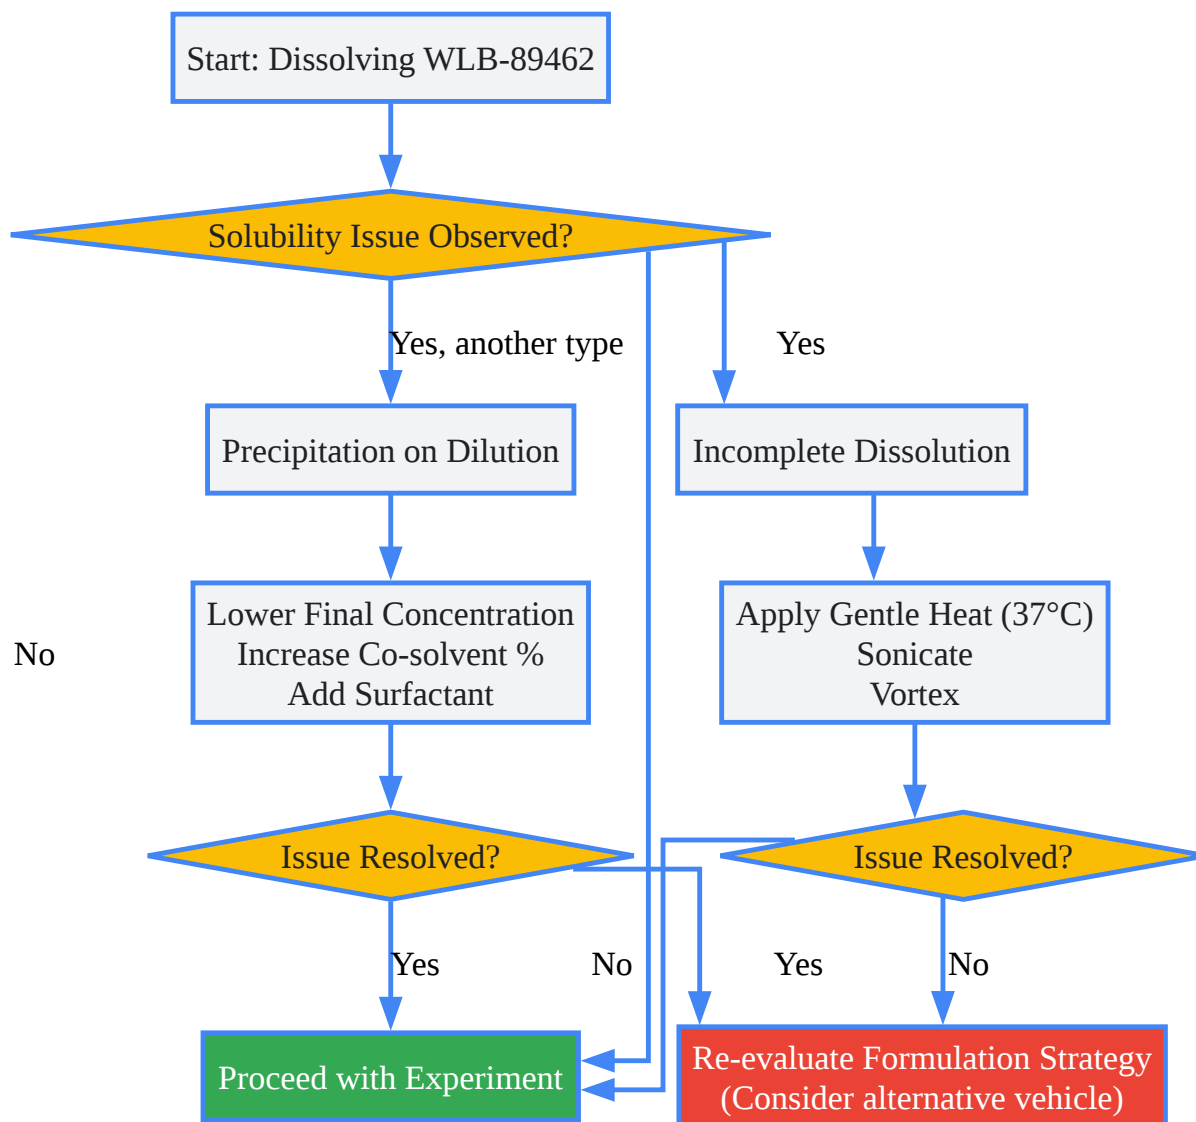 Start: Dissolving WLB-89462
Solubility Issue Observed?
Yes, another type
Yes
Precipitation on Dilution
Incomplete Dissolution
Lower Final Concentration
Increase Co-solvent %
Add Surfactant
Apply Gentle Heat (37°C)
Sonicate
Vortex
No
Issue Resolved?
Issue Resolved?
Yes
No
Yes
No
Proceed with Experiment
Re-evaluate Formulation Strategy
(Consider alternative vehicle)